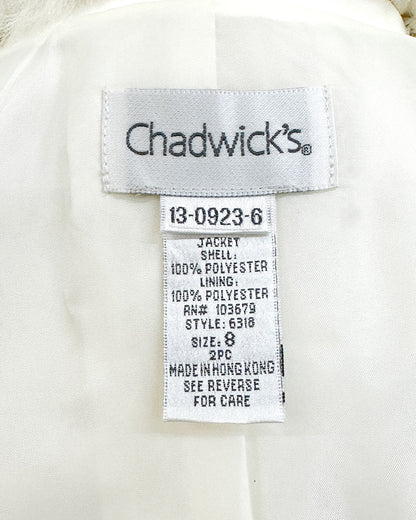 Chadwick's®
13-0923-6
JACKET
SHELL:
100% POLYESTER
LINING:
100% POLYESTER
RN# 103679
STYLE: 6318
SIZE: 8
2PC
MADE IN HONG KONG
SEE REVERSE
FOR CARE